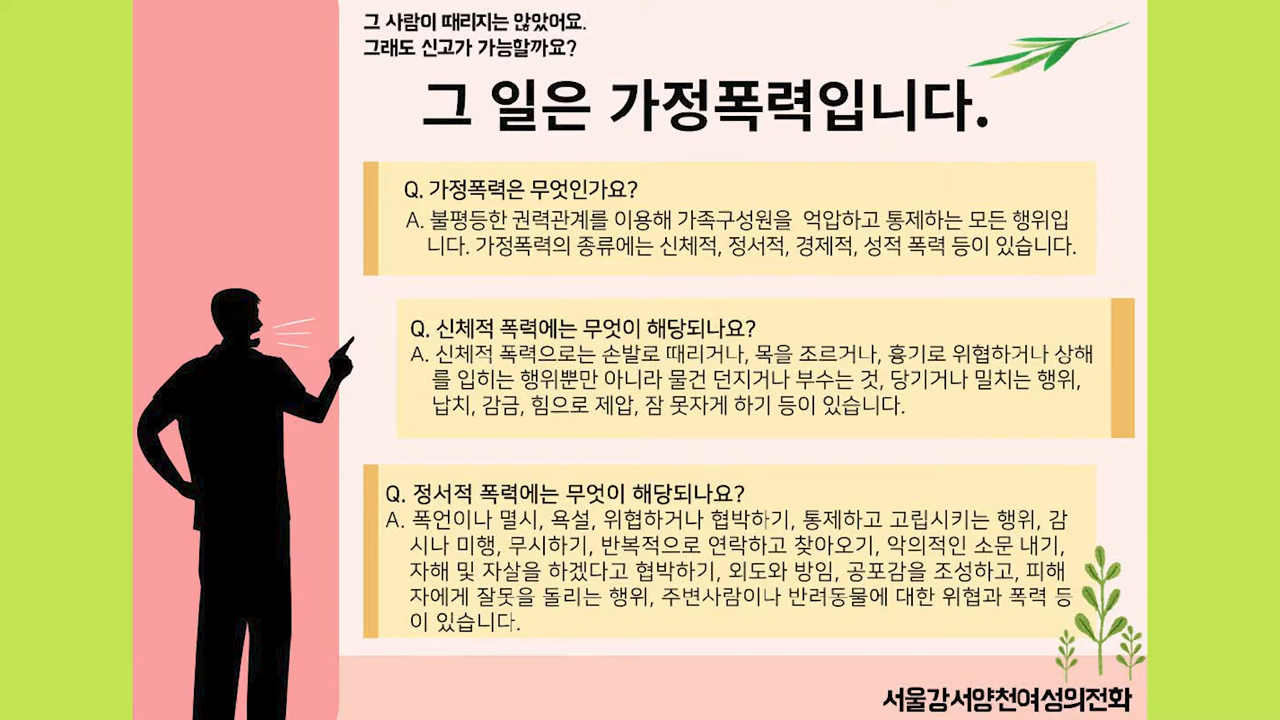 그 사람이 때리지는 않았어요.
그래도 신고가 가능할까요?
그 일은 가정폭력입니다.
Q. 가정폭력은 무엇인가요?
A. 불평등한 권력관계를 이용해 가족구성원을 억압하고 통제하는 모든 행위입
니다. 가정폭력의 종류에는 신체적, 정서적, 경제적, 성적 폭력 등이 있습니다.
Q. 신체적 폭력에는 무엇이 해당되나요?
A. 신체적 폭력으로는 손발로 때리거나, 목을 조르거나, 흉기로 위협하거나 상해
를 입히는 행위뿐만 아니라 물건 던지거나 부수는 것, 당기거나 밀치는 행위,
납치, 감금, 힘으로 제압, 잠 못자게 하기 등이 있습니다.
Q. 정서적 폭력에는 무엇이 해당되나요?
A. 폭언이나 멸시, 욕설, 위협하거나 협박하기, 통제하고 고립시키는 행위, 감
시나 미행, 무시하기, 반복적으로 연락하고 찾아오기, 악의적인 소문 내기,
자해 및 자살을 하겠다고 협박하기, 외도와 방임, 공포감을 조성하고, 피해
자에게 잘못을 돌리는 행위, 주변사람이나 반려동물에 대한 위협과 폭력 등
이 있습니다.
서울강서양천여성의전화